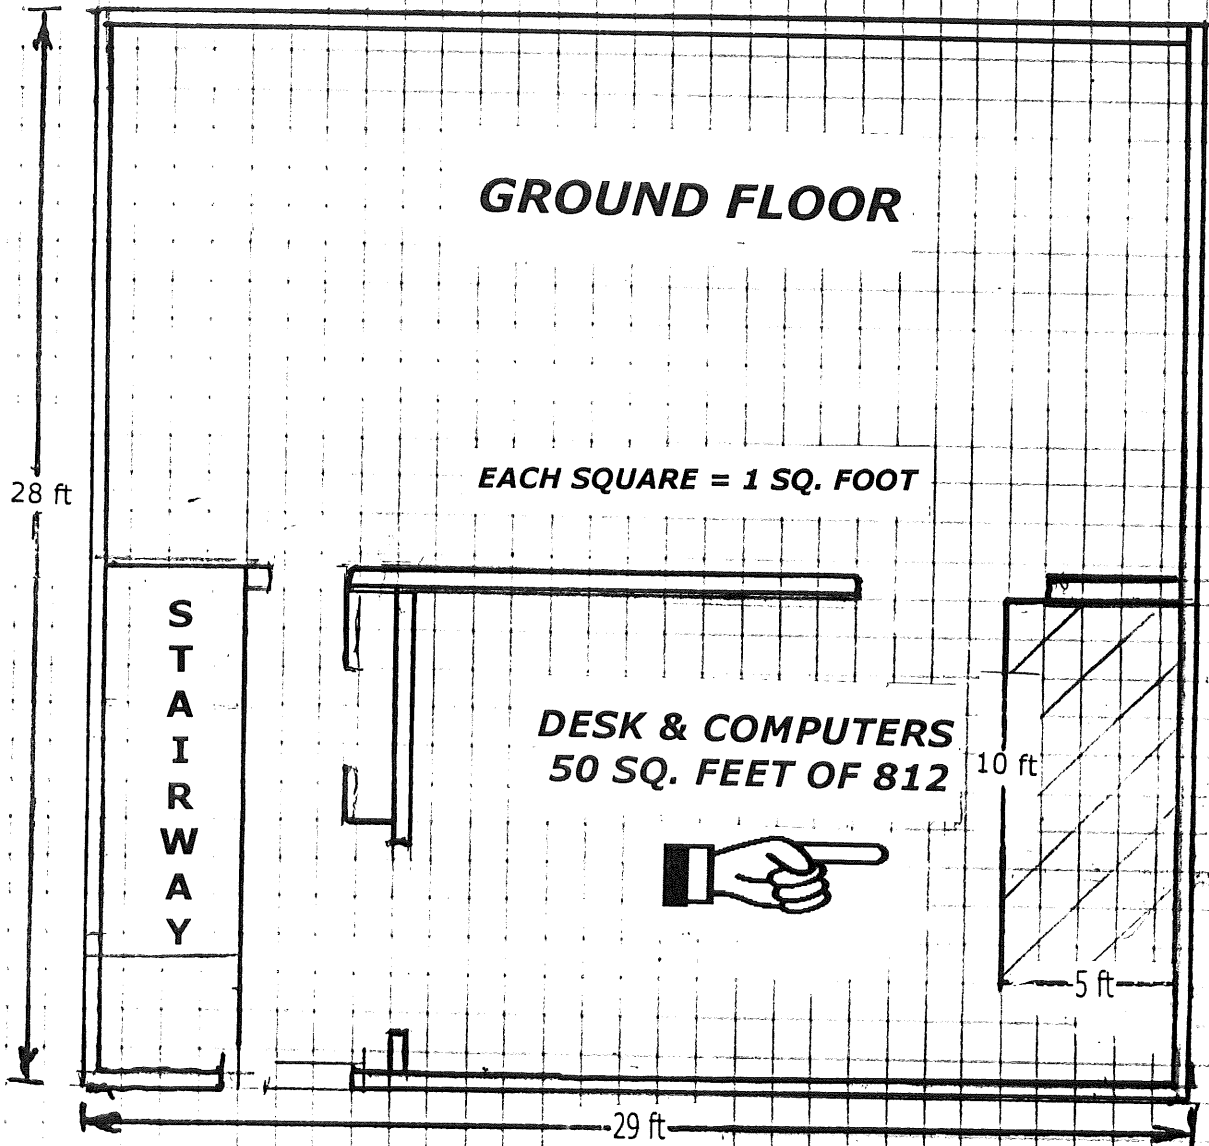 GROUND FLOOR
28 ft
EACH SQUARE = 1 SQ. FOOT
S
T
A
I
R
W
A
Y
DESK & COMPUTERS
50 SQ. FEET OF 812
10 ft
5 ft
29 ft